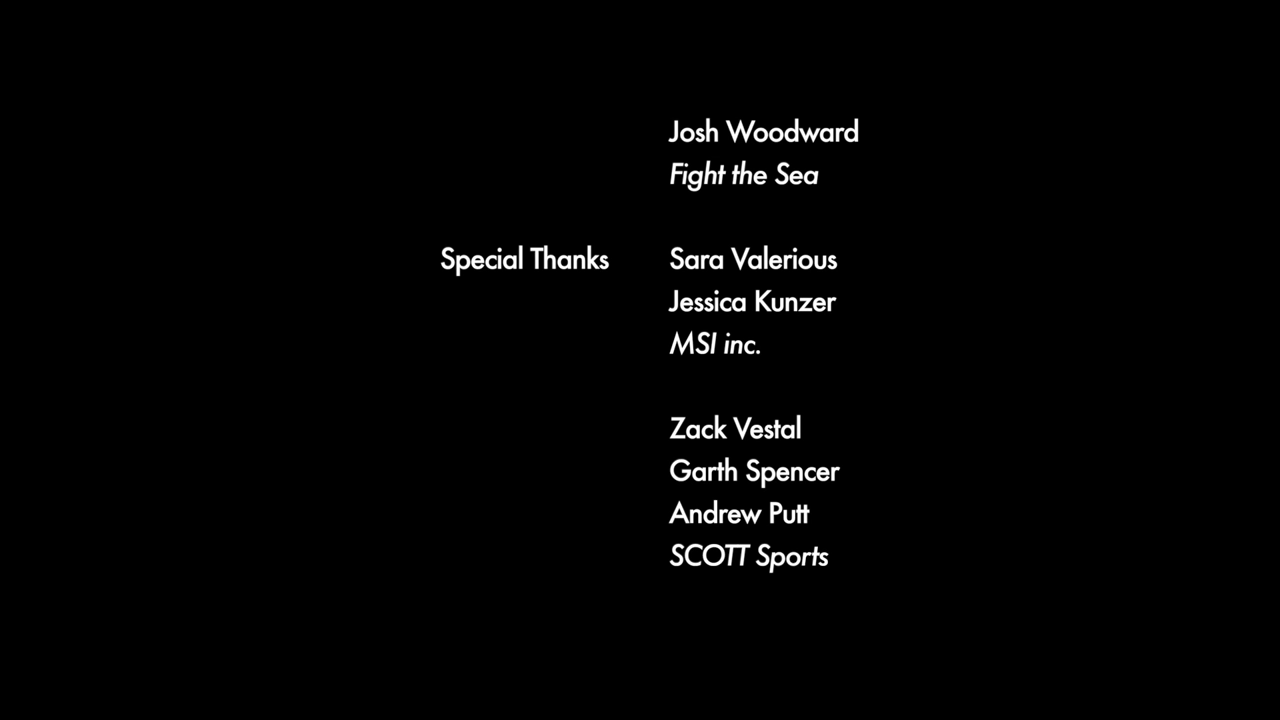 Josh Woodward
Fight the Sea
Special Thanks Sara Valerious
Jessica Kunzer
MSI inc.
Zack Vestal
Garth Spencer
Andrew Putt
SCOTT Sports